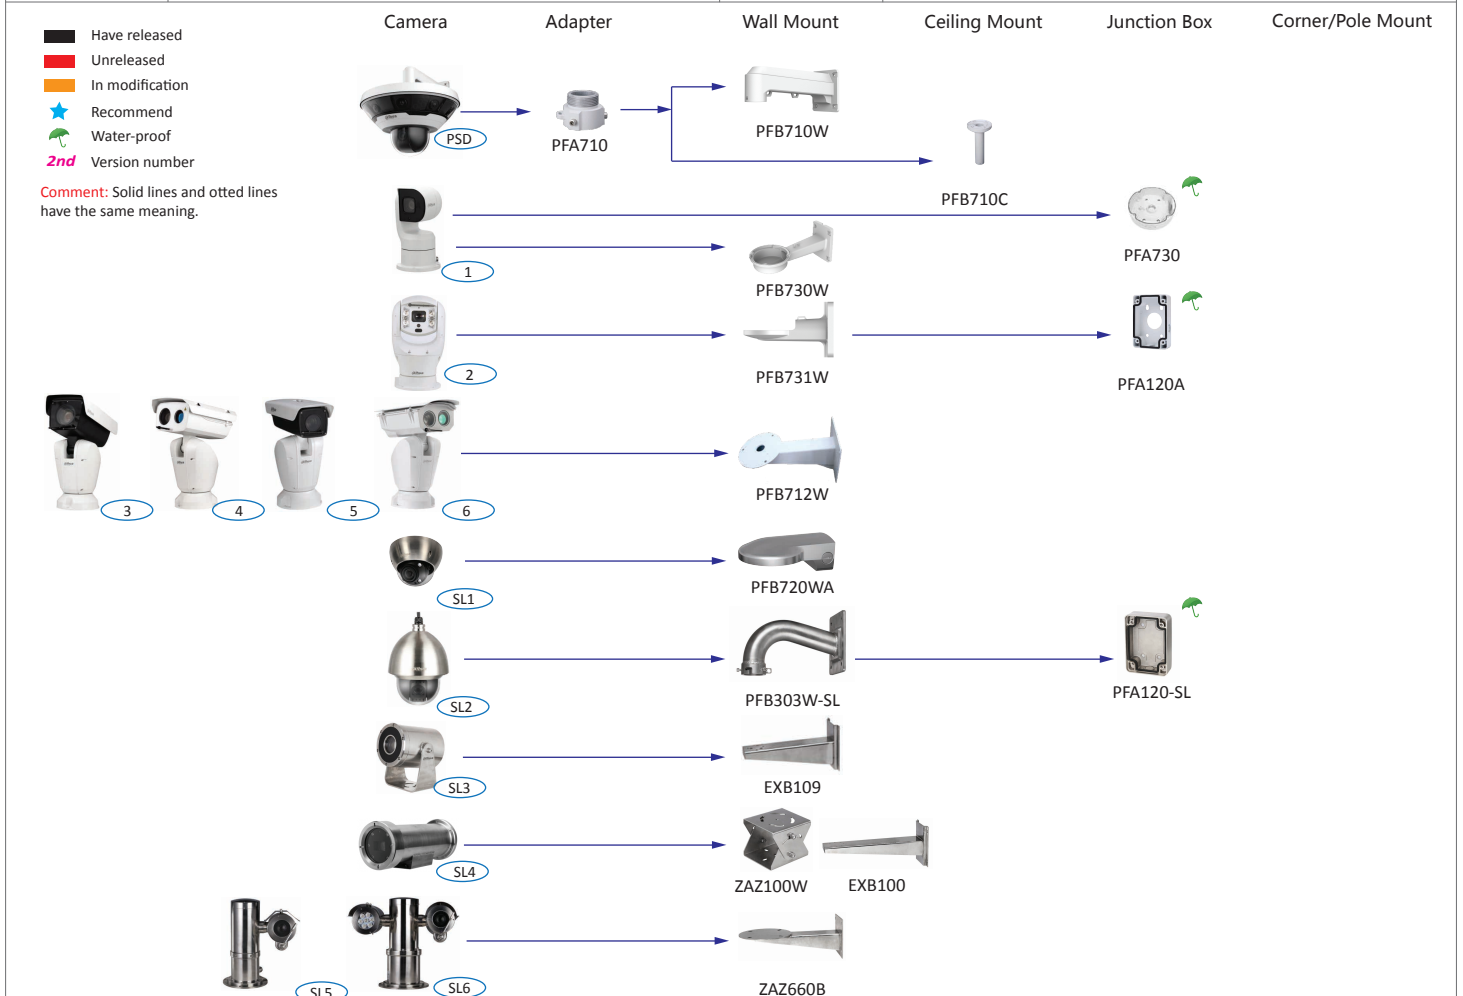 Camera
Adapter
Wall Mount
Ceiling Mount
Junction Box
Corner/Pole Mount
Have released
Unreleased
In modification
Recommend
Water-proof
2nd Version number
Comment: Solid lines and otted lines
have the same meaning.
PSD
PFA710
PFB710W
PFB710C
1
PFB730W
PFA730
2
PFB731W
PFA120A
3
4
5
6
PFB712W
SL1
PFB720WA
SL2
PFB303W-SL
PFA120-SL
SL3
EXB109
SL4
ZAZ100W
EXB100
SL5
SL6
ZAZ660B